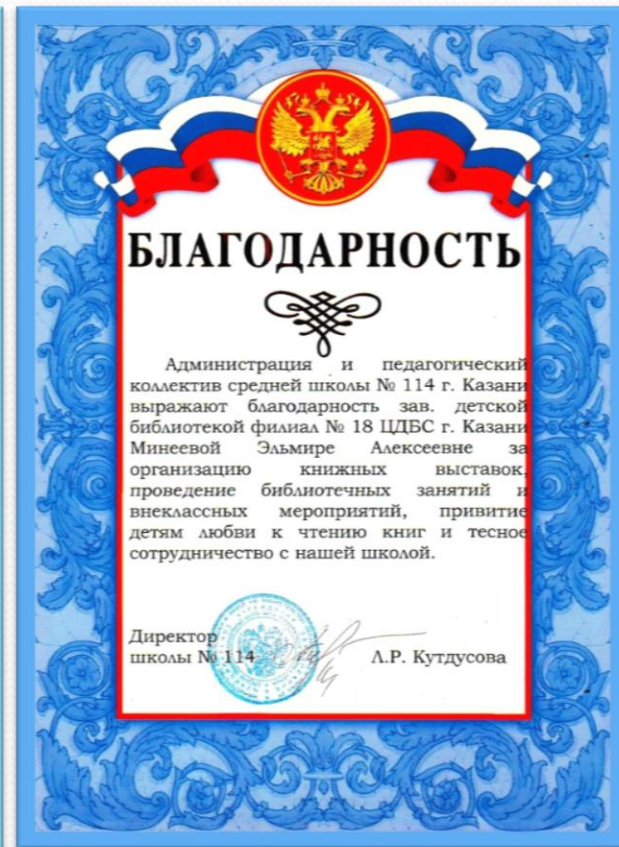 БЛАГОДАРНОСТЬ
Администрация и педагогический
коллектив средней школы № 114 г. Казани
выражают благодарность зав. детской
библиотекой филиал № 18 ЦДБС г. Казани
Минеевой Эльмире Алексеевне за
организацию книжных выставок,
проведение библиотечных занятий и
внеклассных мероприятий, привитие
детям любви к чтению книг и тесное
сотрудничество с нашей школой.
Директор
школы № 114 Л.Р. Кутдусова